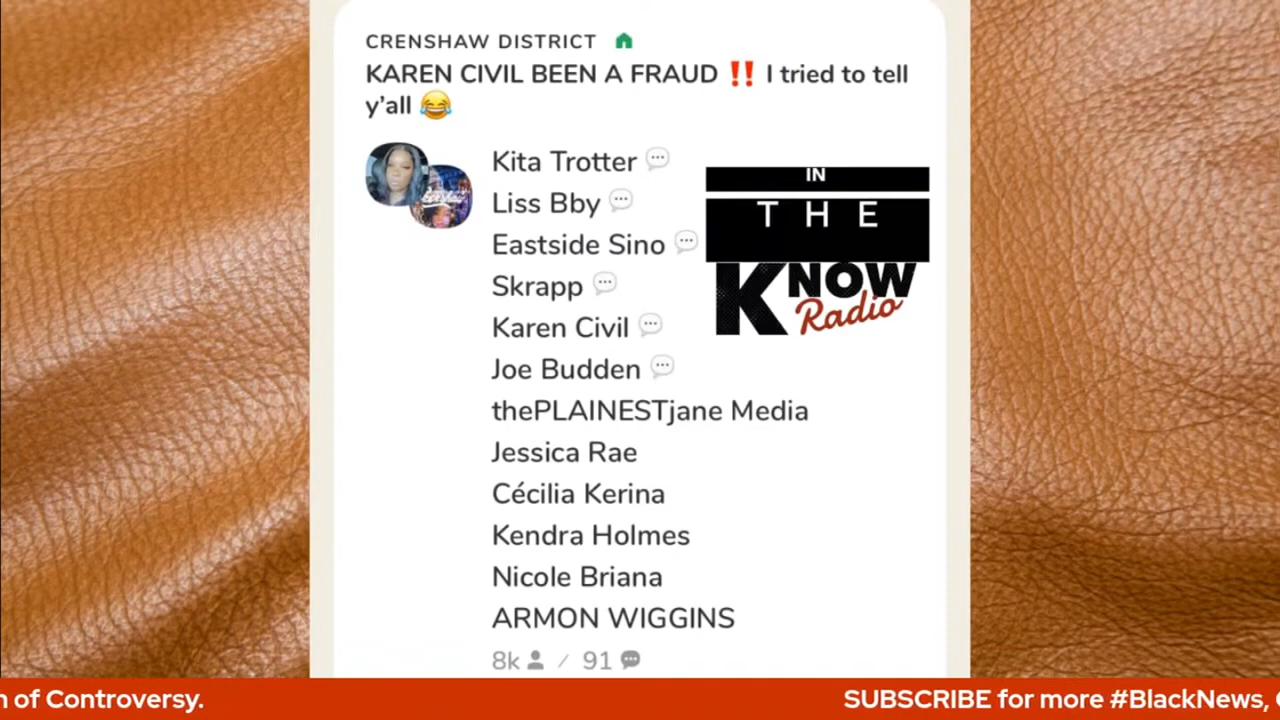 CRENSHAW DISTRICT
KAREN CIVIL BEEN A FRAUD ‼️ I tried to tell
y'all 😂
Kita Trotter
Liss Bby
Eastside Sino
Skrapp
Karen Civil
Joe Budden
thePLAINESTjane Media
Jessica Rae
Cécilia Kerina
Kendra Holmes
Nicole Briana
ARMON WIGGINS
8k / 91
IN
THE
KNOW
Radio
of Controversy.
SUBSCRIBE for more #BlackNews,